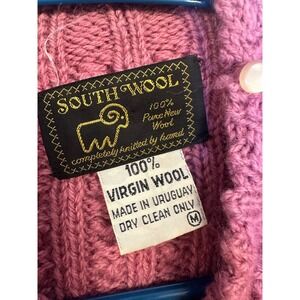 SOUTH WOOL
100%
Pure New
Wool
completely knitted by hand
100%
VIRGIN WOOL
MADE IN URUGUAY
DRY CLEAN ONLY
M